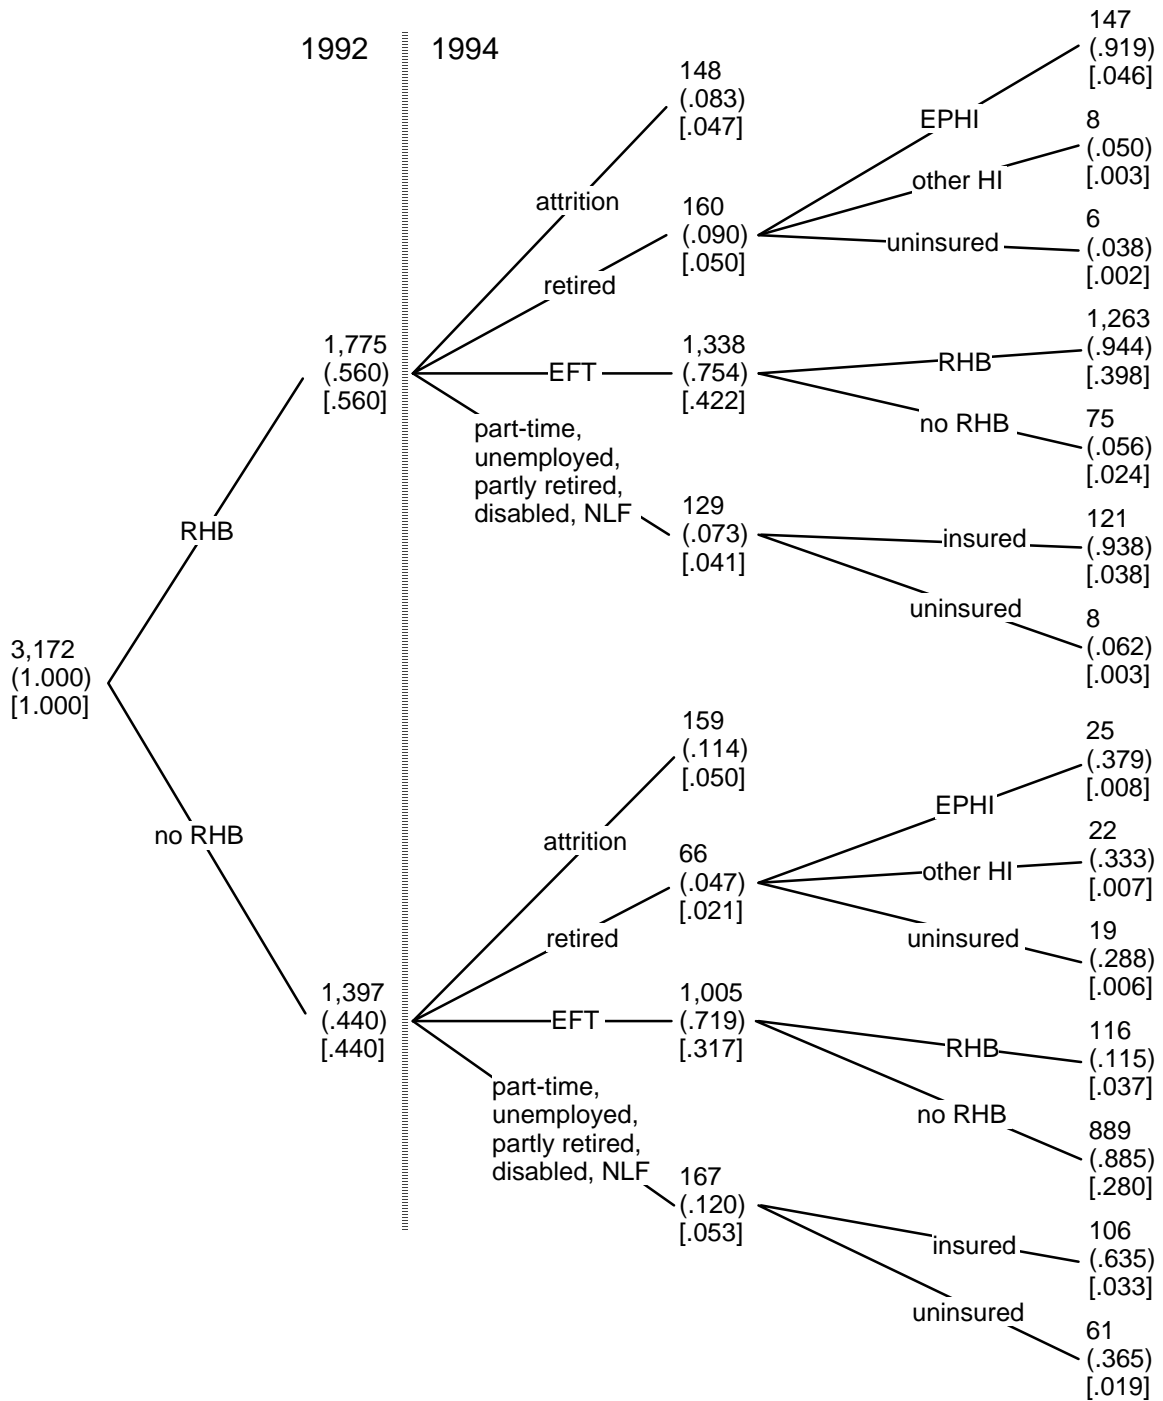 1992
1994
3,172
(1.000)
[1.000]
RHB
no RHB
1,775
(.560)
[.560]
attrition
retired
EFT
part-time,
unemployed,
partly retired,
disabled, NLF
148
(.083)
[.047]
160
(.090)
[.050]
EPHI
other HI
uninsured
147
(.919)
[.046]
8
(.050)
[.003]
6
(.038)
[.002]
1,338
(.754)
[.422]
RHB
no RHB
1,263
(.944)
[.398]
75
(.056)
[.024]
129
(.073)
[.041]
insured
uninsured
121
(.938)
[.038]
8
(.062)
[.003]
1,397
(.440)
[.440]
attrition
retired
EFT
part-time,
unemployed,
partly retired,
disabled, NLF
159
(.114)
[.050]
66
(.047)
[.021]
EPHI
other HI
uninsured
25
(.379)
[.008]
22
(.333)
[.007]
19
(.288)
[.006]
1,005
(.719)
[.317]
RHB
no RHB
116
(.115)
[.037]
889
(.885)
[.280]
167
(.120)
[.053]
insured
uninsured
106
(.635)
[.033]
61
(.365)
[.019]